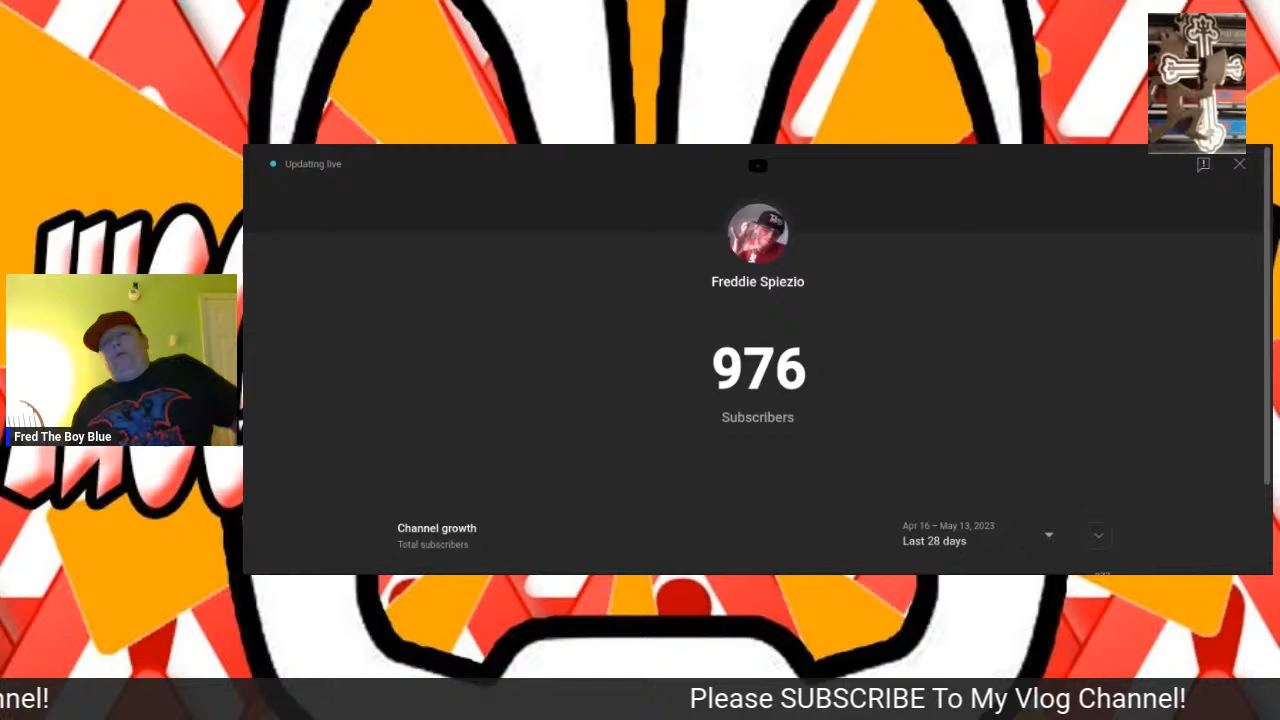 Updating live
Freddie Spiezio
976
Subscribers
Channel growth
Total subscribers
Apr 16 – May 13, 2023
Last 28 days
Fred The Boy Blue
nnel!
Please SUBSCRIBE To My Vlog Channel!